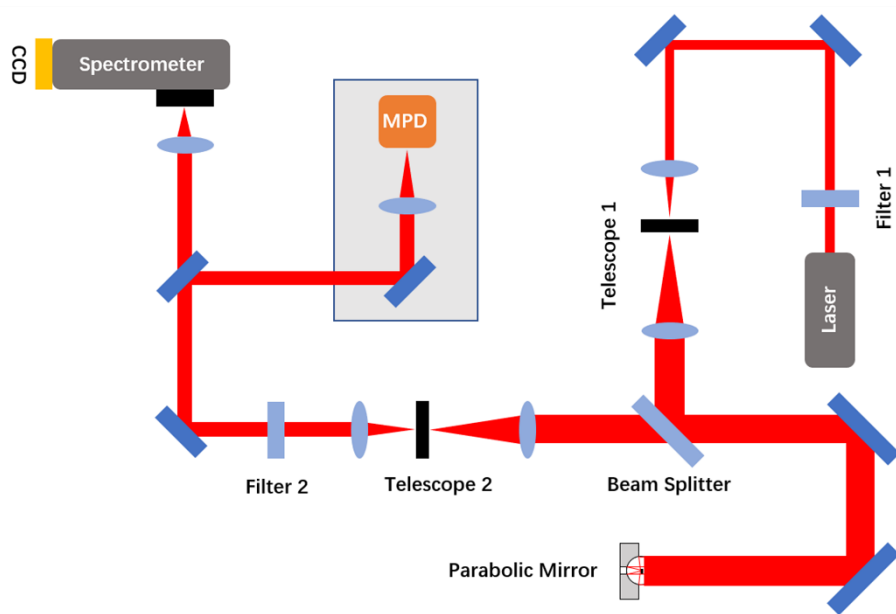 CCD
Spectrometer
MPD
Telescope 1
Filter 1
Laser
Filter 2
Telescope 2
Beam Splitter
Parabolic Mirror